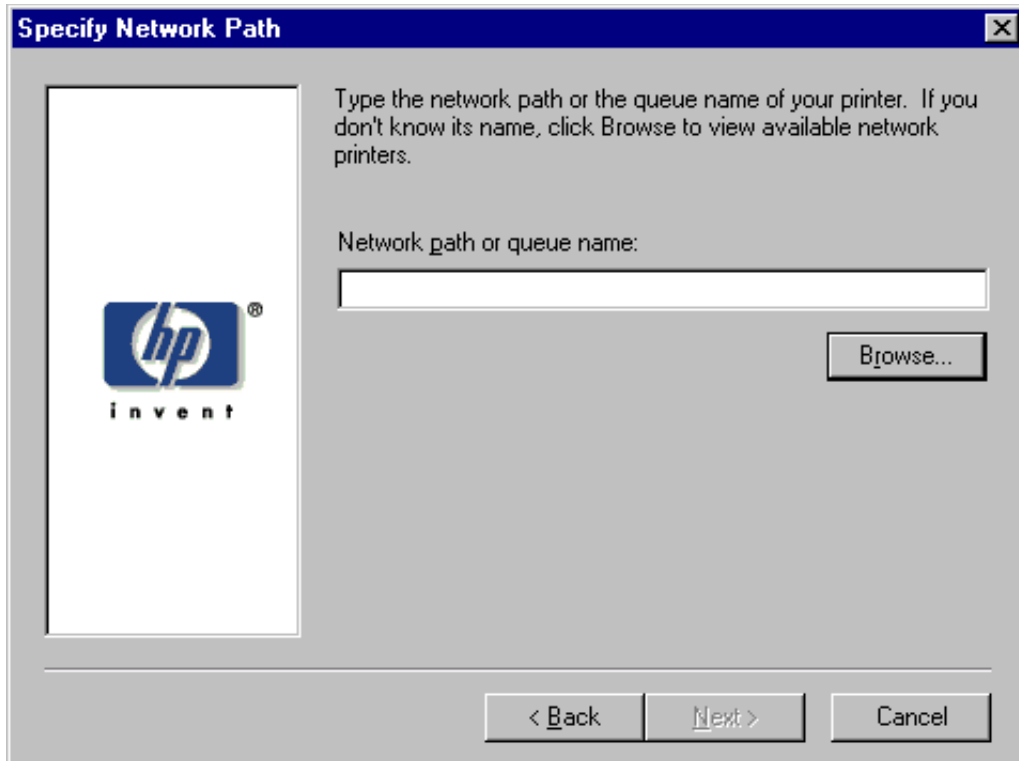 Specify Network Path
Type the network path or the queue name of your printer. If you
don't know its name, click Browse to view available network
printers.
Network path or queue name:
hp ®
invent
Browse...
< Back
Next >
Cancel